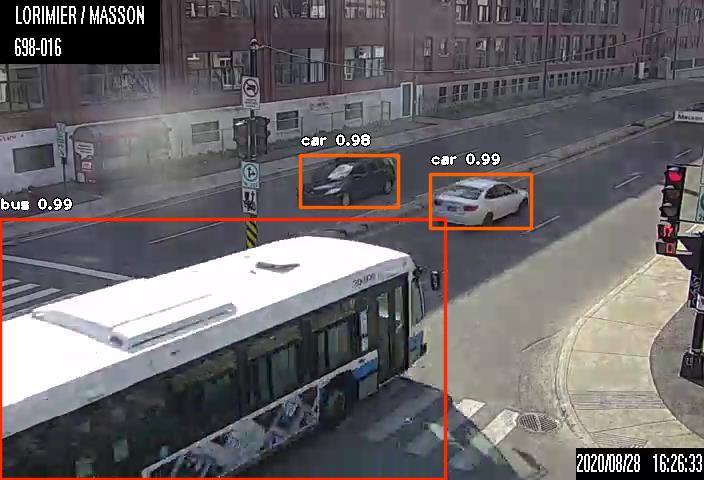 LORIMIER / MASSON
698-016
car 0.98
car 0.99
bus 0.99
Masson
2020/08/28 16:26:33